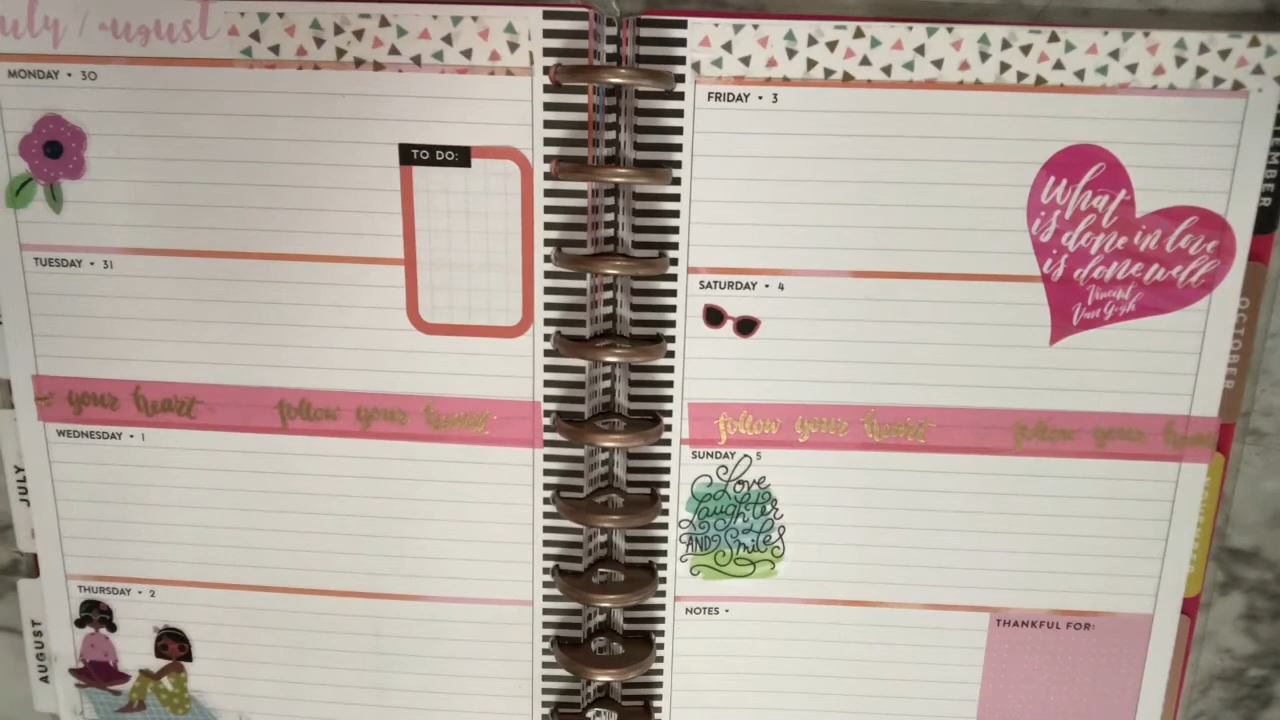 july / august
MONDAY • 30
TO DO:
TUESDAY • 31
your heart follow your heart
WEDNESDAY • 1
THURSDAY • 2
JULY
AUGUST
FRIDAY • 3
What
is done in love
is done well
Vincent
Van Gogh
SATURDAY • 4
follow your heart follow your heart
SUNDAY 5
Love
Laughter
AND Smiles
NOTES •
THANKFUL FOR:
OCTOBER
NOVEMBER